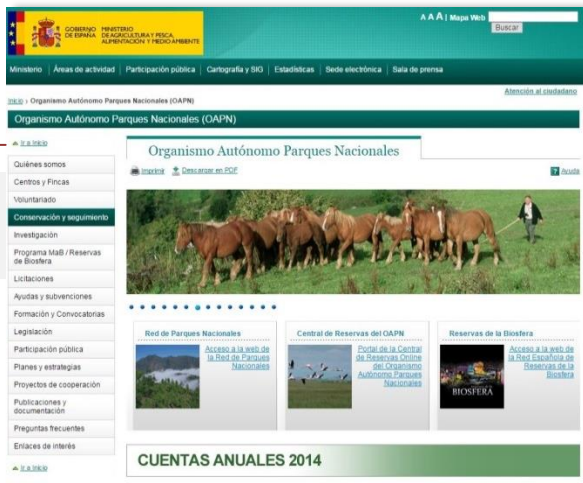 GOBIERNO DE ESPAÑA
MINISTERIO DE AGRICULTURA Y PESCA, ALIMENTACIÓN Y MEDIO AMBIENTE
A A A | Mapa Web
Buscar
Ministerio | Áreas de actividad | Participación pública | Cartografía y SIG | Estadísticas | Sede electrónica | Sala de prensa
Atención al ciudadano
Inicio > Organismo Autónomo Parques Nacionales (OAPN)
Organismo Autónomo Parques Nacionales (OAPN)
Ir a Inicio
Quiénes somos
Centros y Fincas
Voluntariado
Conservación y seguimiento
Investigación
Programa MaB / Reservas
de Biosfera
Licitaciones
Ayudas y subvenciones
Formación y Convocatorias
Legislación
Participación pública
Planes y estrategias
Proyectos de cooperación
Publicaciones y
documentación
Preguntas frecuentes
Enlaces de interés
Ir a Inicio
Organismo Autónomo Parques Nacionales
Imprimir Descargar en PDF
? Ayuda
Red de Parques Nacionales
Acceso a la web de
la Red de Parques
Nacionales
Central de Reservas del OAPN
Portal de la Central
de Reservas Online
del Organismo
Autónomo Parques
Nacionales
Reservas de la Biosfera
BIOSFERA
Acceso a la web de
la Red Española de
Reservas de la
Biosfera
CUENTAS ANUALES 2014